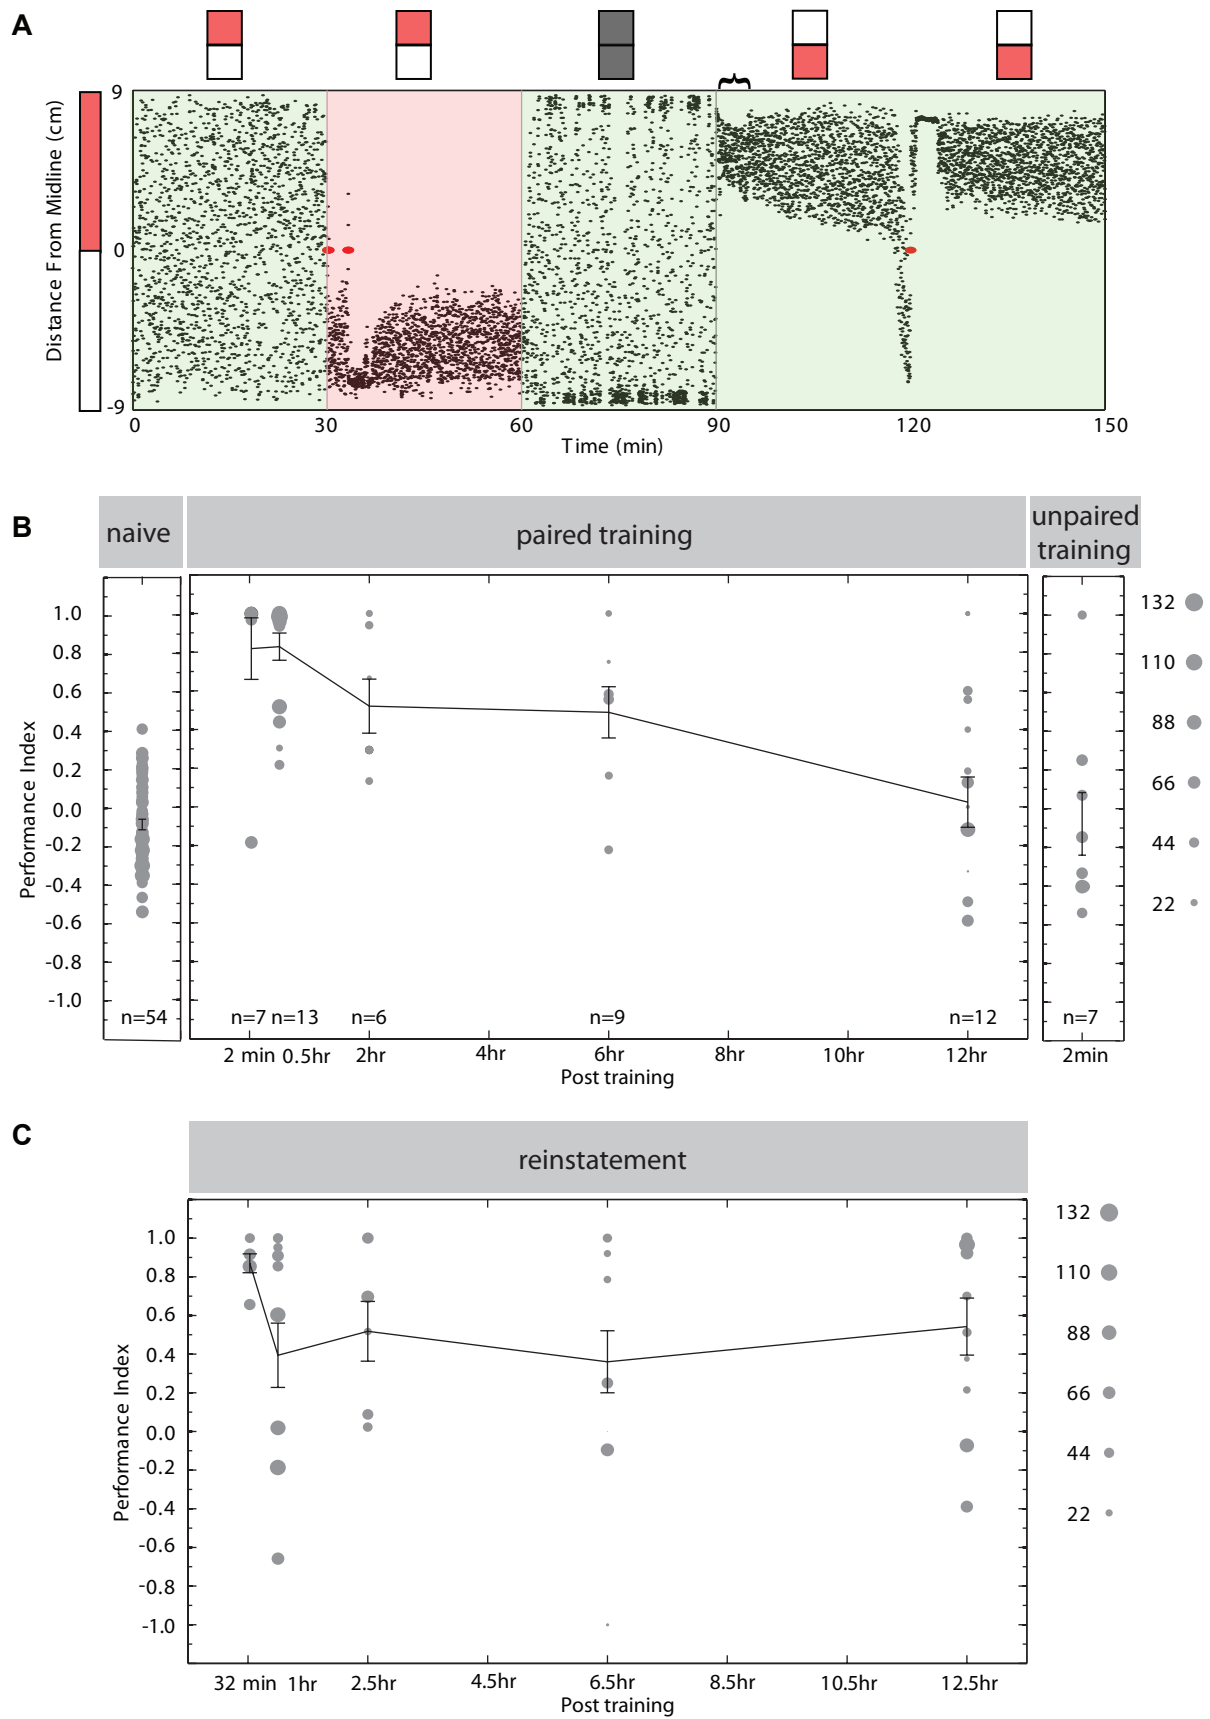 A
Distance From Midline (cm)
9
0
-9
0 30 60 90 120 150
Time (min)
B
naive
paired training
unpaired
training
Performance Index
1.0
0.8
0.6
0.4
0.2
0.0
-0.2
-0.4
-0.6
-0.8
-1.0
n=54
n=7 n=13 n=6 n=9 n=12
n=7
2 min 0.5hr 2hr 4hr 6hr 8hr 10hr 12hr
2min
Post training
132
110
88
66
44
22
C
reinstatement
Performance Index
1.0
0.8
0.6
0.4
0.2
0.0
-0.2
-0.4
-0.6
-0.8
-1.0
32 min 1hr 2.5hr 4.5hr 6.5hr 8.5hr 10.5hr 12.5hr
Post training
132
110
88
66
44
22